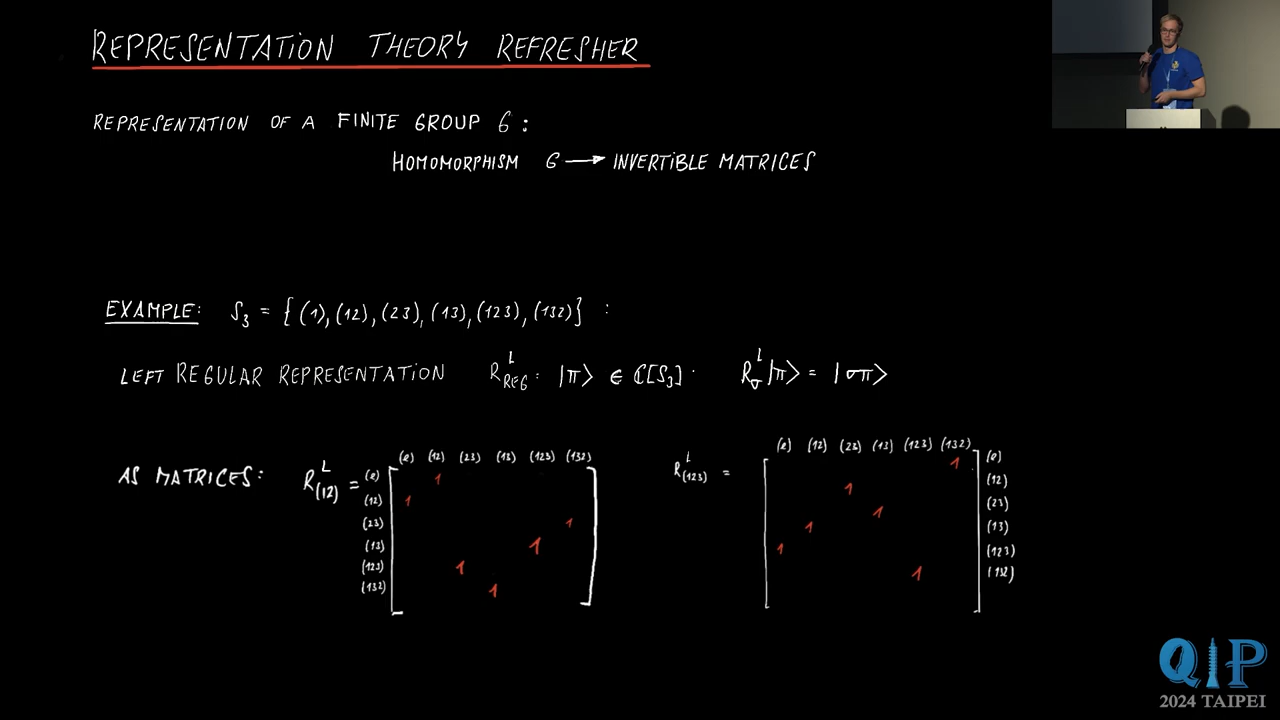 REPRESENTATION THEORY REFRESHER
REPRESENTATION OF A FINITE GROUP G :
HOMOMORPHISM G → INVERTIBLE MATRICES
EXAMPLE: S₃ = { (1), (12), (23), (13), (123), (132) } :
LEFT REGULAR REPRESENTATION R^L_REG : |π⟩ ∈ ℂ[S₃] : R^L_σ |π⟩ = |σπ⟩
AS MATRICES: R^L_(12) =
(e) (12) (23) (13) (123) (132)
(e) 1
(12) 1
(23) 1
(13) 1
(123) 1
(132) 1
R^L_(123) =
(e) (12) (23) (13) (123) (132)
1 (e)
1 (12)
1 (23)
1 (13)
1 (123)
1 (132)
QIP
2024 TAIPEI